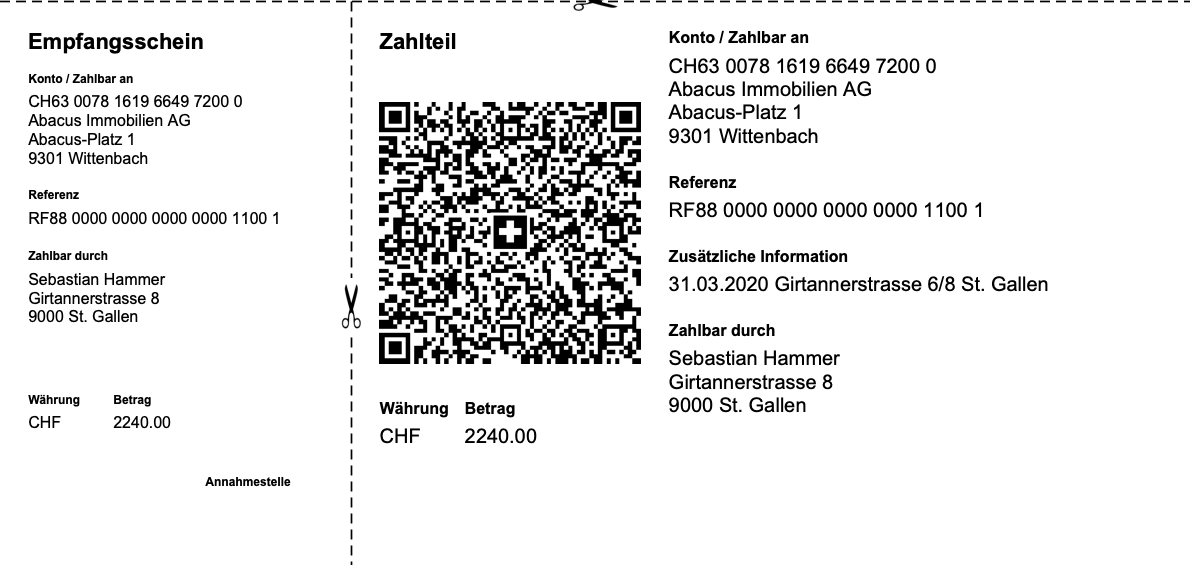 Empfangsschein
Konto / Zahlbar an
CH63 0078 1619 6649 7200 0
Abacus Immobilien AG
Abacus-Platz 1
9301 Wittenbach
Referenz
RF88 0000 0000 0000 0000 1100 1
Zahlbar durch
Sebastian Hammer
Girtannerstrasse 8
9000 St. Gallen
Währung Betrag
CHF 2240.00
Annahmestelle
Zahlteil
Währung Betrag
CHF 2240.00
Konto / Zahlbar an
CH63 0078 1619 6649 7200 0
Abacus Immobilien AG
Abacus-Platz 1
9301 Wittenbach
Referenz
RF88 0000 0000 0000 0000 1100 1
Zusätzliche Information
31.03.2020 Girtannerstrasse 6/8 St. Gallen
Zahlbar durch
Sebastian Hammer
Girtannerstrasse 8
9000 St. Gallen